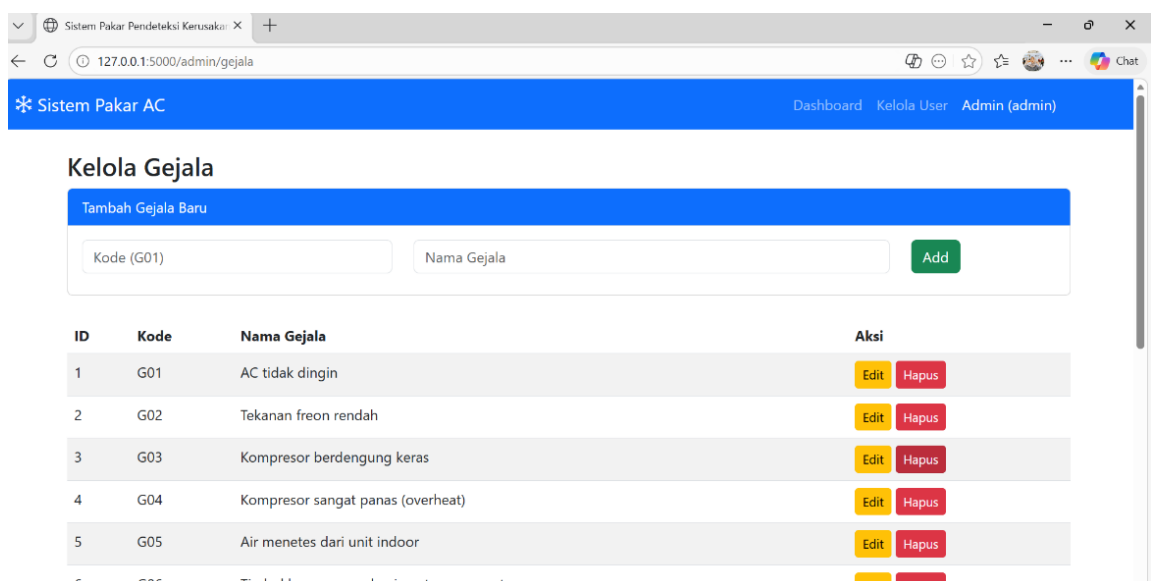 Sistem Pakar Pendeteksi Kerusakan
127.0.0.1:5000/admin/gejala
Chat
Sistem Pakar AC
Dashboard Kelola User Admin (admin)
Kelola Gejala
Tambah Gejala Baru
Kode (G01) Nama Gejala Add
ID Kode Nama Gejala Aksi
1 G01 AC tidak dingin Edit Hapus
2 G02 Tekanan freon rendah Edit Hapus
3 G03 Kompresor berdengung keras Edit Hapus
4 G04 Kompresor sangat panas (overheat) Edit Hapus
5 G05 Air menetes dari unit indoor Edit Hapus